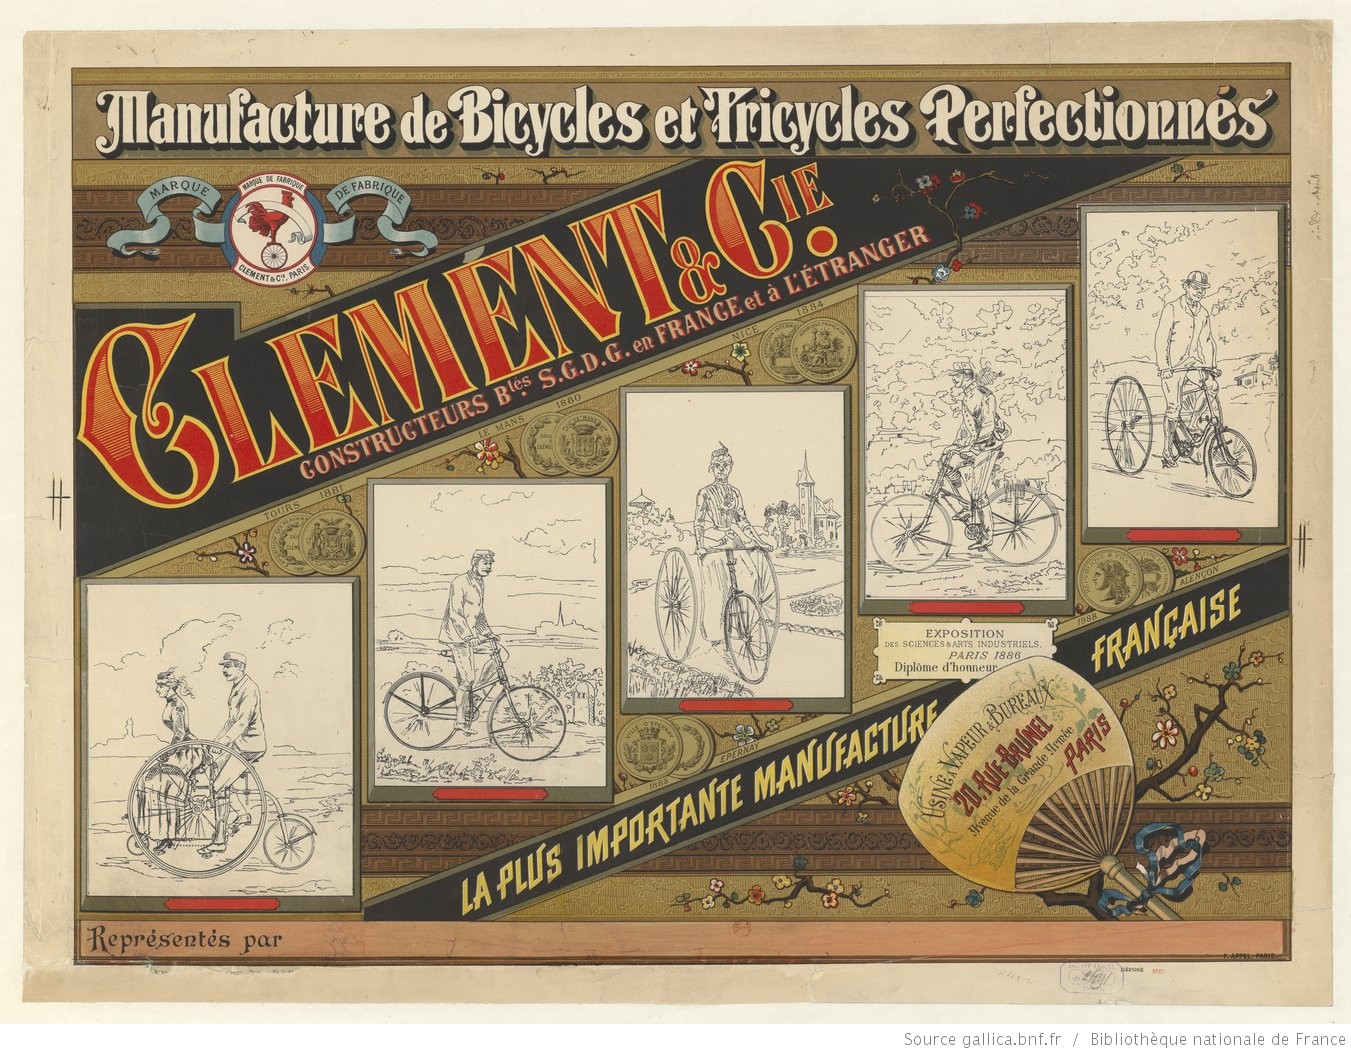 Manufacture de Bicycles et Tricycles Perfectionnés
MARQUE
DE FABRIQUE
MARQUE DE FABRIQUE
CLEMENT & CIE. PARIS
CLEMENT & CIE.
CONSTRUCTEURS Btés S.G.D.G. en FRANCE et à L'ÉTRANGER
NICE 1884
LE MANS 1880
TOURS 1881
1888 ALENÇON
1886 EPERNAY
EXPOSITION
DES SCIENCES & ARTS INDUSTRIELS.
PARIS 1886
Diplôme d'honneur
LA PLUS IMPORTANTE MANUFACTURE FRANÇAISE
USINE A VAPEUR & BUREAUX
20, RUE BRUNEL
Avenue de la Grande Armée
PARIS
Représentés par
F. APPEL. PARIS.
DÉPOSÉ
Source gallica.bnf.fr / Bibliothèque nationale de France